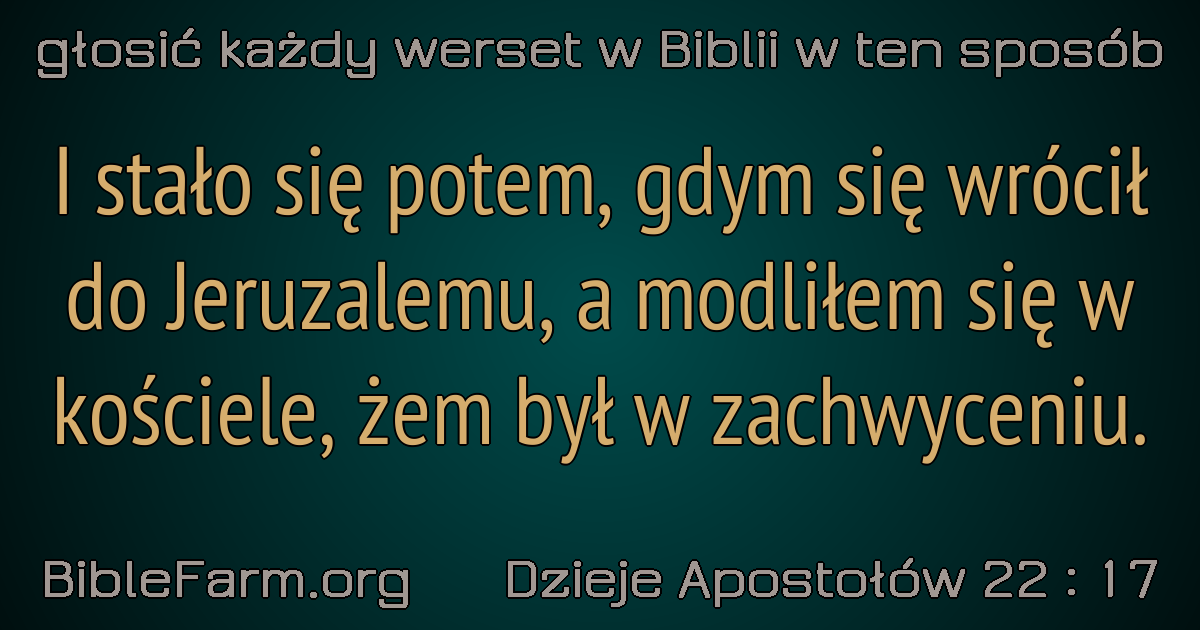 głosić każdy werset w Biblii w ten sposób
I stało się potem, gdym się wrócił
do Jeruzalemu, a modliłem się w
kościele, żem był w zachwyceniu.
BibleFarm.org Dzieje Apostołów 22 : 17